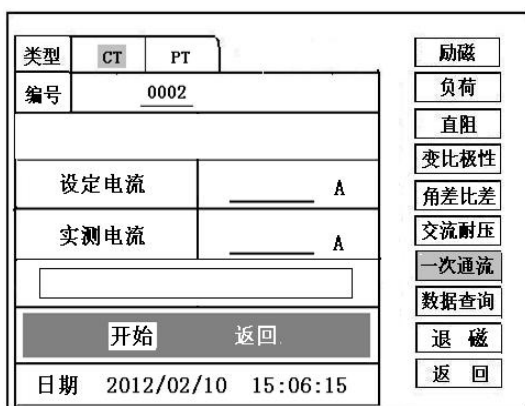 类型 CT PT
编号 0002
设定电流 A
实测电流 A
开始 返回
日期 2012/02/10 15:06:15
励磁
负荷
直阻
变比极性
角差比差
交流耐压
一次通流
数据查询
退 磁
返 回